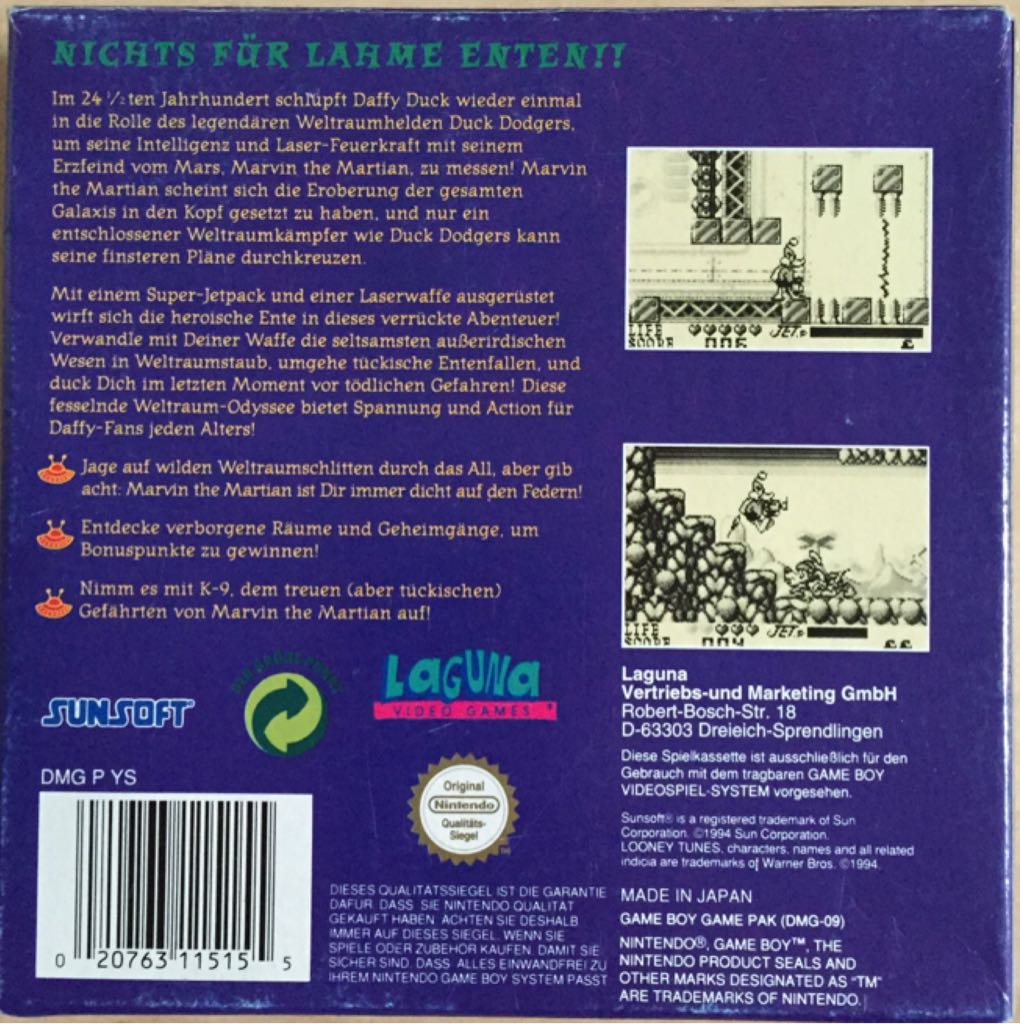 NICHTS FÜR LAHME ENTEN!!
Im 24 ½ten Jahrhundert schlüpft Daffy Duck wieder einmal
in die Rolle des legendären Weltraumhelden Duck Dodgers,
um seine Intelligenz und Laser-Feuerkraft mit seinem
Erzfeind vom Mars, Marvin the Martian, zu messen! Marvin
the Martian scheint sich die Eroberung der gesamten
Galaxis in den Kopf gesetzt zu haben, und nur ein
entschlossener Weltraumkämpfer wie Duck Dodgers kann
seine finsteren Pläne durchkreuzen.
Mit einem Super-Jetpack und einer Laserwaffe ausgerüstet
wirft sich die heroische Ente in dieses verrückte Abenteuer!
Verwandle mit Deiner Waffe die seltsamsten außerirdischen
Wesen in Weltraumstaub, umgehe tückische Entenfallen, und
duck Dich im letzten Moment vor tödlichen Gefahren! Diese
fesselnde Weltraum-Odyssee bietet Spannung und Action für
Daffy-Fans jeden Alters!
Jage auf wilden Weltraumschlitten durch das All, aber gib
acht: Marvin the Martian ist Dir immer dicht auf den Federn!
Entdecke verborgene Räume und Geheimgänge, um
Bonuspunkte zu gewinnen!
Nimm es mit K-9, dem treuen (aber tückischen)
Gefährten von Marvin the Martian auf!
LIFE JET
SCORE 006
LIFE JET
SCORE 004
SUNSOFT
DER GRÜNE PUNKT
LAGUNA
VIDEO GAMES
DMG P YS
0 20763 11515 5
Original
Nintendo
Qualitäts-
Siegel
TM
DIESES QUALITATSSIEGEL IST DIE GARANTIE
DAFUR, DASS SIE NINTENDO QUALITAT
GEKAUFT HABEN. ACHTEN SIE DESHALB
IMMER AUF DIESES SIEGEL, WENN SIE
SPIELE ODER ZUBEHOR KAUFEN, DAMIT SIE
SICHER SIND, DASS ALLES EINWANDFREI ZU
IHREM NINTENDO GAME BOY SYSTEM PASST
Laguna
Vertriebs-und Marketing GmbH
Robert-Bosch-Str. 18
D-63303 Dreieich-Sprendlingen
Diese Spielkassette ist ausschließlich für den
Gebrauch mit dem tragbaren GAME BOY
VIDEOSPIEL-SYSTEM vorgesehen.
Sunsoft® is a registered trademark of Sun
Corporation. ©1994 Sun Corporation.
LOONEY TUNES, characters, names and all related
indicia are trademarks of Warner Bros. ©1994.
MADE IN JAPAN
GAME BOY GAME PAK (DMG-09)
NINTENDO®, GAME BOY™, THE
NINTENDO PRODUCT SEALS AND
OTHER MARKS DESIGNATED AS "TM"
ARE TRADEMARKS OF NINTENDO.